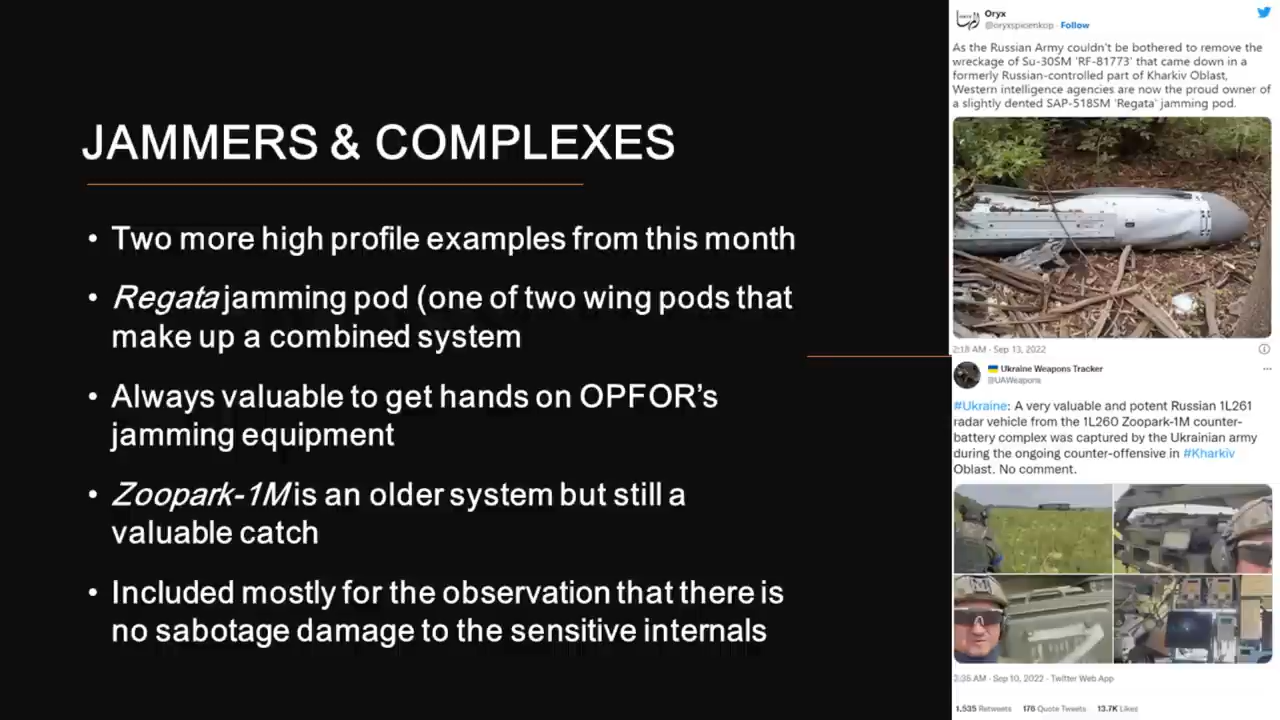 JAMMERS & COMPLEXES
• Two more high profile examples from this month
• Regata jamming pod (one of two wing pods that
make up a combined system
• Always valuable to get hands on OPFOR's
jamming equipment
• Zoopark-1M is an older system but still a
valuable catch
• Included mostly for the observation that there is
no sabotage damage to the sensitive internals
Oryx
@oryxspioenkop · Follow
As the Russian Army couldn't be bothered to remove the
wreckage of Su-30SM 'RF-81773' that came down in a
formerly Russian-controlled part of Kharkiv Oblast,
Western intelligence agencies are now the proud owner of
a slightly dented SAP-518SM 'Regata' jamming pod.
2:18 AM · Sep 13, 2022
Ukraine Weapons Tracker
@UAWeapons
#Ukraine: A very valuable and potent Russian 1L261
radar vehicle from the 1L260 Zoopark-1M counter-
battery complex was captured by the Ukrainian army
during the ongoing counter-offensive in #Kharkiv
Oblast. No comment.
:35 AM · Sep 10, 2022 · Twitter Web App
1,535 Retweets 176 Quote Tweets 13.7K Likes